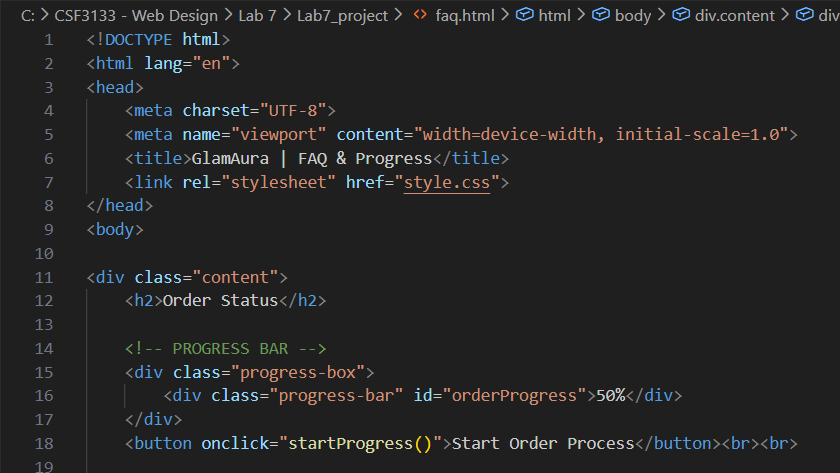 C: > CSF3133 - Web Design > Lab 7 > Lab7_project > <> faq.html > html > body > div.content > div
1 <!DOCTYPE html>
2 <html lang="en">
3 <head>
4     <meta charset="UTF-8">
5     <meta name="viewport" content="width=device-width, initial-scale=1.0">
6     <title>GlamAura | FAQ & Progress</title>
7     <link rel="stylesheet" href="style.css">
8 </head>
9 <body>
10
11 <div class="content">
12     <h2>Order Status</h2>
13
14     <!-- PROGRESS BAR -->
15     <div class="progress-box">
16         <div class="progress-bar" id="orderProgress">50%</div>
17     </div>
18     <button onclick="startProgress()">Start Order Process</button><br><br>
19